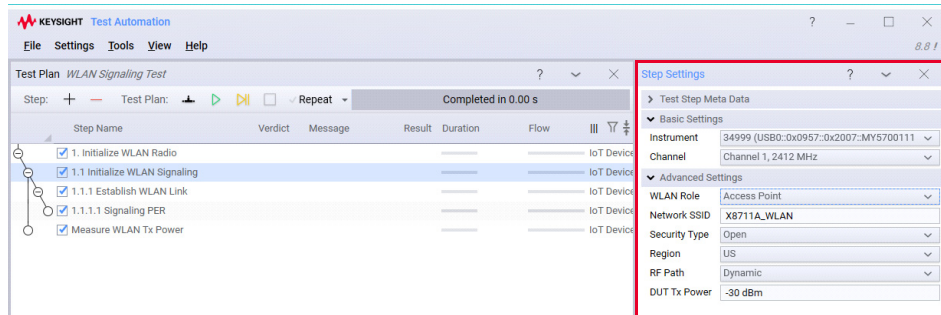 KEYSIGHT Test Automation ? — □ ×
File Settings Tools View Help 8.8 !
Test Plan WLAN Signaling Test ? ×
Step: + — Test Plan: Repeat Completed in 0.00 s
Step Name Verdict Message Result Duration Flow
1. Initialize WLAN Radio IoT Device
1.1 Initialize WLAN Signaling IoT Device
1.1.1 Establish WLAN Link IoT Device
1.1.1.1 Signaling PER IoT Device
Measure WLAN Tx Power IoT Device
Step Settings ? ×
Test Step Meta Data
Basic Settings
Instrument 34999 (USB0::0x0957::0x2007::MY5700111
Channel Channel 1, 2412 MHz
Advanced Settings
WLAN Role Access Point
Network SSID X8711A_WLAN
Security Type Open
Region US
RF Path Dynamic
DUT Tx Power -30 dBm